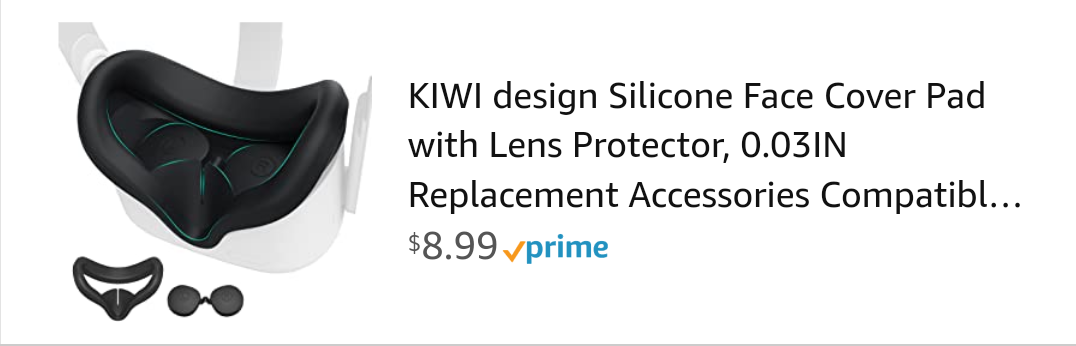 KIWI design Silicone Face Cover Pad
with Lens Protector, 0.03IN
Replacement Accessories Compatibl...
$8.99 prime